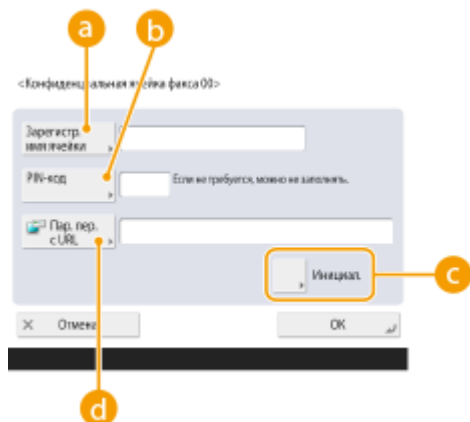 a
b
<Конфиденциальная ячейка факса 00>
Зарегистр.
имя ячейки
PIN-код
Если не требуется, можно не заполнять.
Пар. пер.
с URL
Инициал.
c
Отмена
OK
d